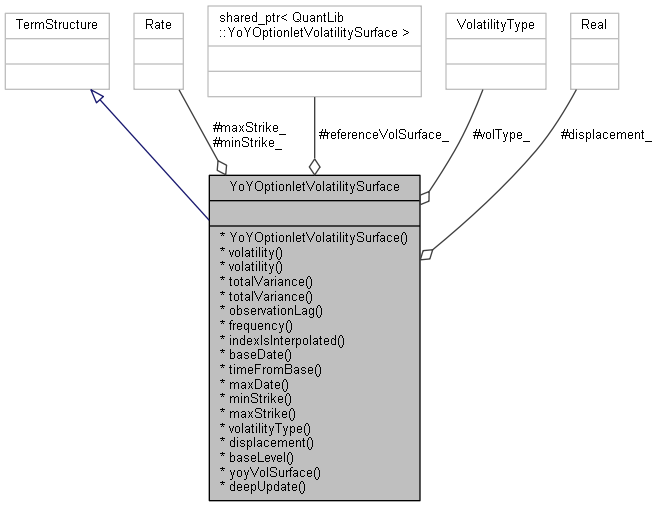 TermStructure
Rate
shared_ptr< QuantLib
::YoYOptionletVolatilitySurface >
VolatilityType
Real
#maxStrike_
#minStrike_
#referenceVolSurface_
#volType_
#displacement_
YoYOptionletVolatilitySurface
* YoYOptionletVolatilitySurface()
* volatility()
* volatility()
* totalVariance()
* totalVariance()
* observationLag()
* frequency()
* indexIsInterpolated()
* baseDate()
* timeFromBase()
* maxDate()
* minStrike()
* maxStrike()
* volatilityType()
* displacement()
* baseLevel()
* yoyVolSurface()
* deepUpdate()